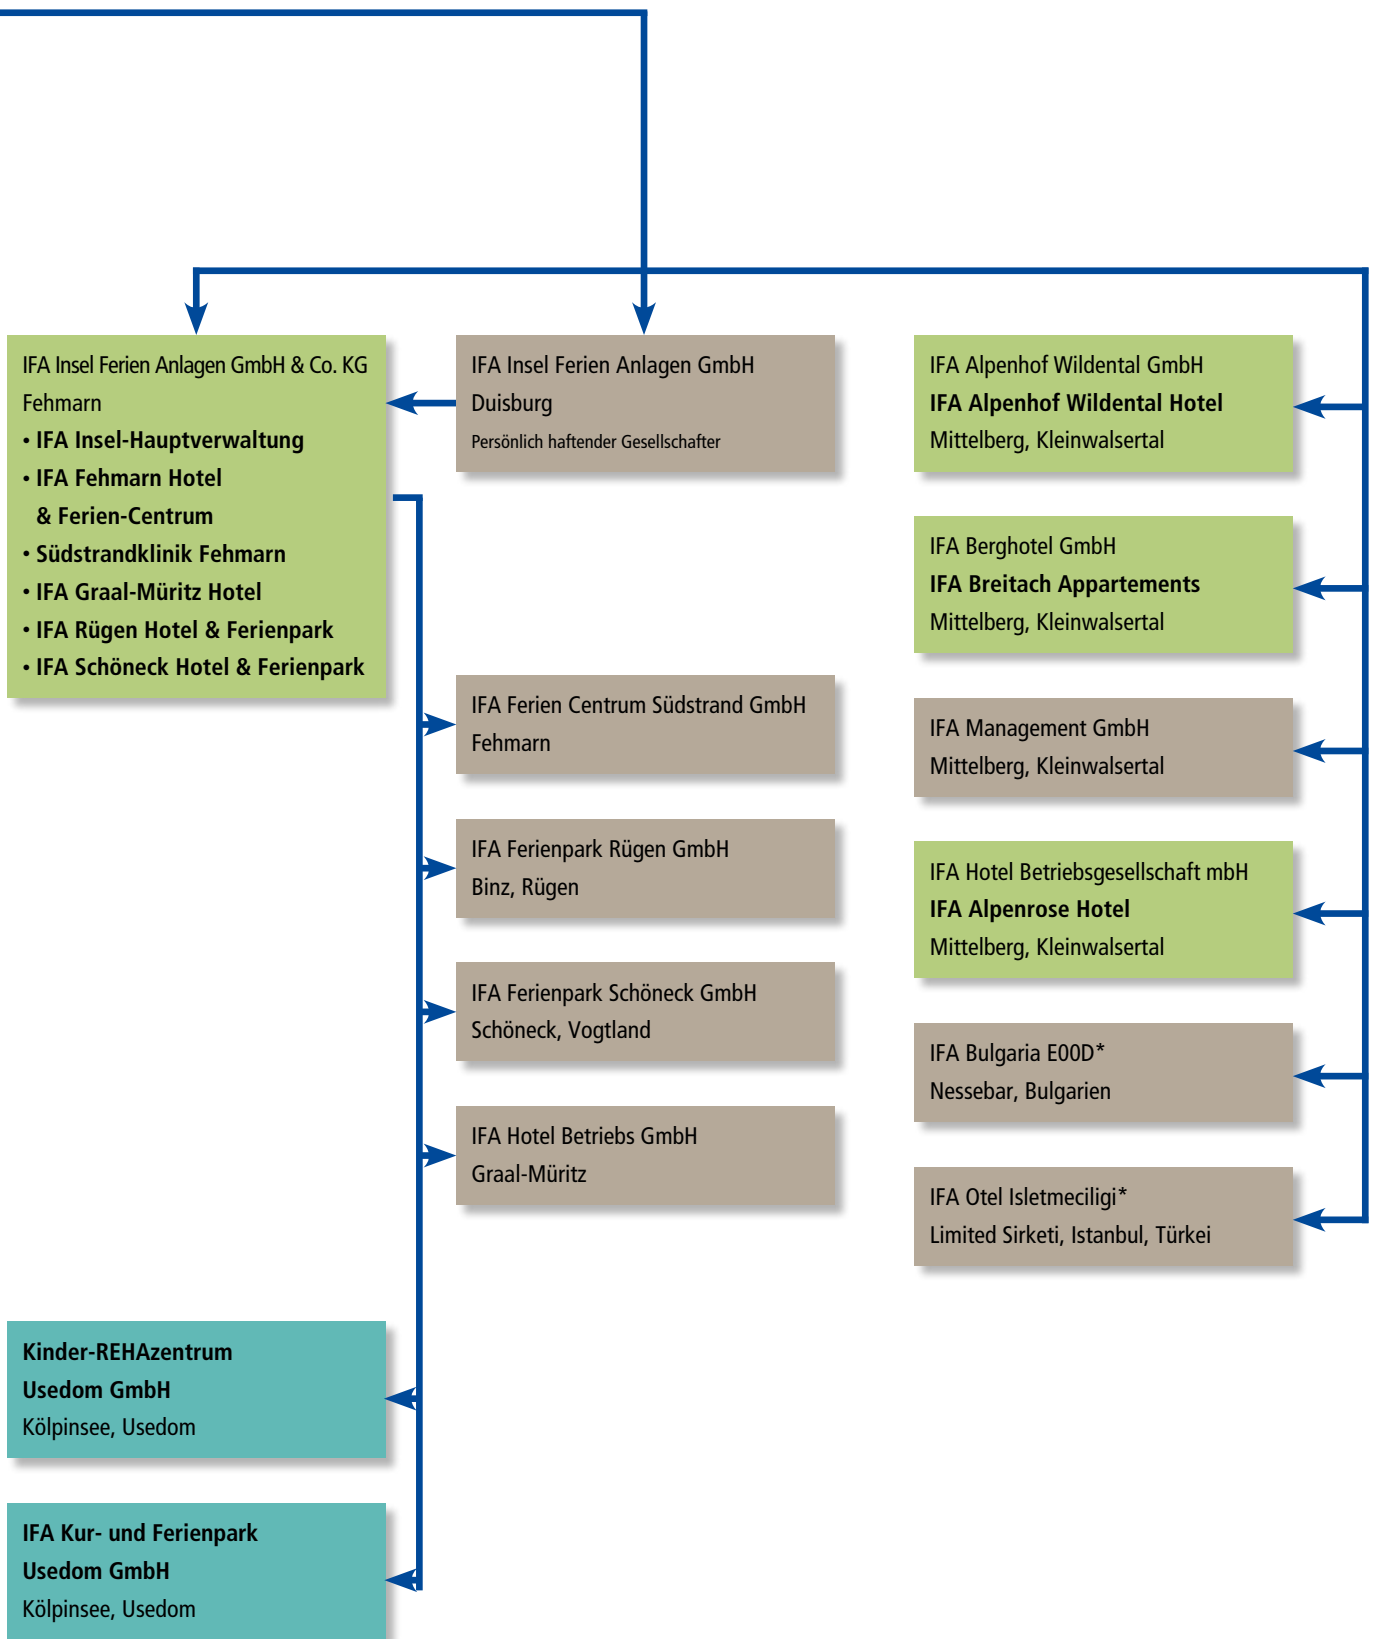 IFA Insel Ferien Anlagen GmbH & Co. KG
Fehmarn
• IFA Insel-Hauptverwaltung
• IFA Fehmarn Hotel
& Ferien-Centrum
• Südstrandklinik Fehmarn
• IFA Graal-Müritz Hotel
• IFA Rügen Hotel & Ferienpark
• IFA Schöneck Hotel & Ferienpark
IFA Insel Ferien Anlagen GmbH
Duisburg
Persönlich haftender Gesellschafter
IFA Ferien Centrum Südstrand GmbH
Fehmarn
IFA Ferienpark Rügen GmbH
Binz, Rügen
IFA Ferienpark Schöneck GmbH
Schöneck, Vogtland
IFA Hotel Betriebs GmbH
Graal-Müritz
Kinder-REHAzentrum
Usedom GmbH
Kölpinsee, Usedom
IFA Kur- und Ferienpark
Usedom GmbH
Kölpinsee, Usedom
IFA Alpenhof Wildental GmbH
IFA Alpenhof Wildental Hotel
Mittelberg, Kleinwalsertal
IFA Berghotel GmbH
IFA Breitach Appartements
Mittelberg, Kleinwalsertal
IFA Management GmbH
Mittelberg, Kleinwalsertal
IFA Hotel Betriebsgesellschaft mbH
IFA Alpenrose Hotel
Mittelberg, Kleinwalsertal
IFA Bulgaria E00D*
Nessebar, Bulgarien
IFA Otel Isletmeciligi*
Limited Sirketi, Istanbul, Türkei